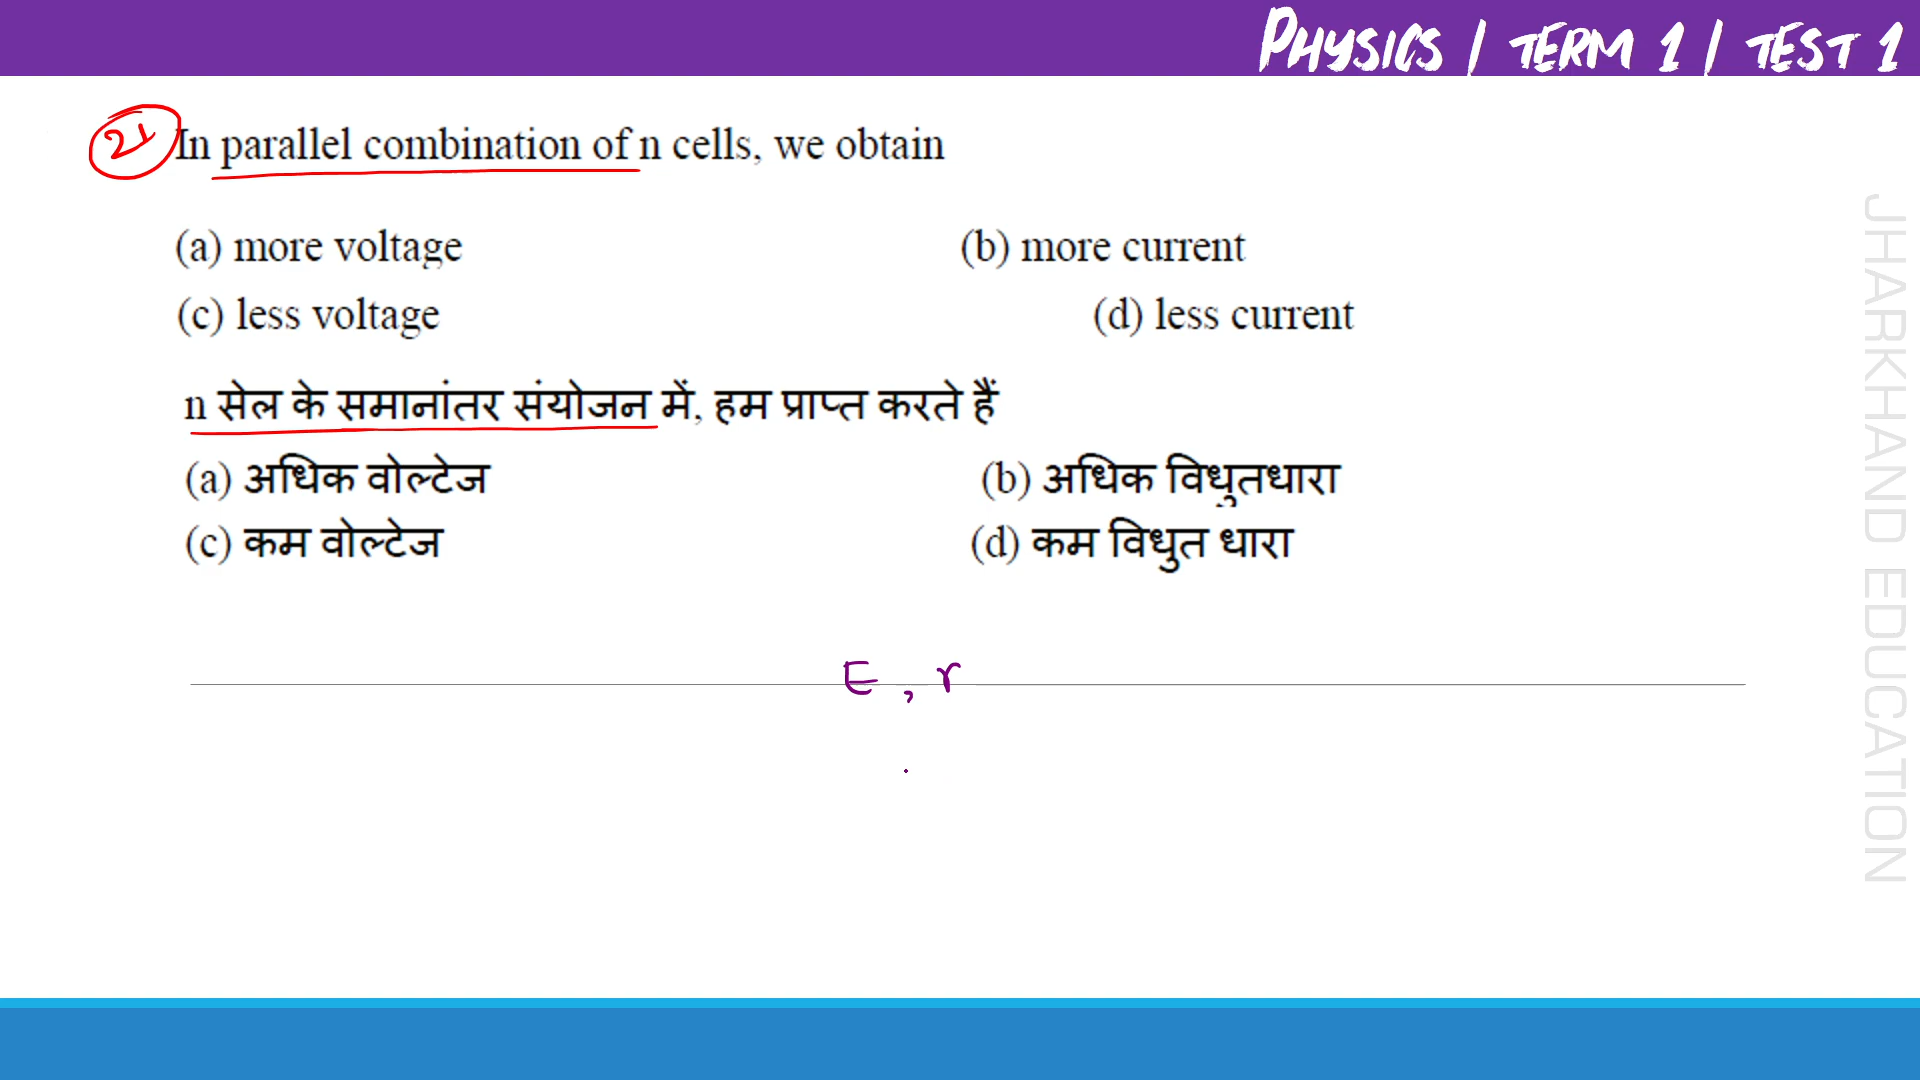 PHYSICS | TERM 1 | TEST 1
21 In parallel combination of n cells, we obtain
(a) more voltage (b) more current
(c) less voltage (d) less current
n सेल के समानांतर संयोजन में, हम प्राप्त करते हैं
(a) अधिक वोल्टेज (b) अधिक विधुतधारा
(c) कम वोल्टेज (d) कम विधुत धारा
E , r
JHARKHAND EDUCATION